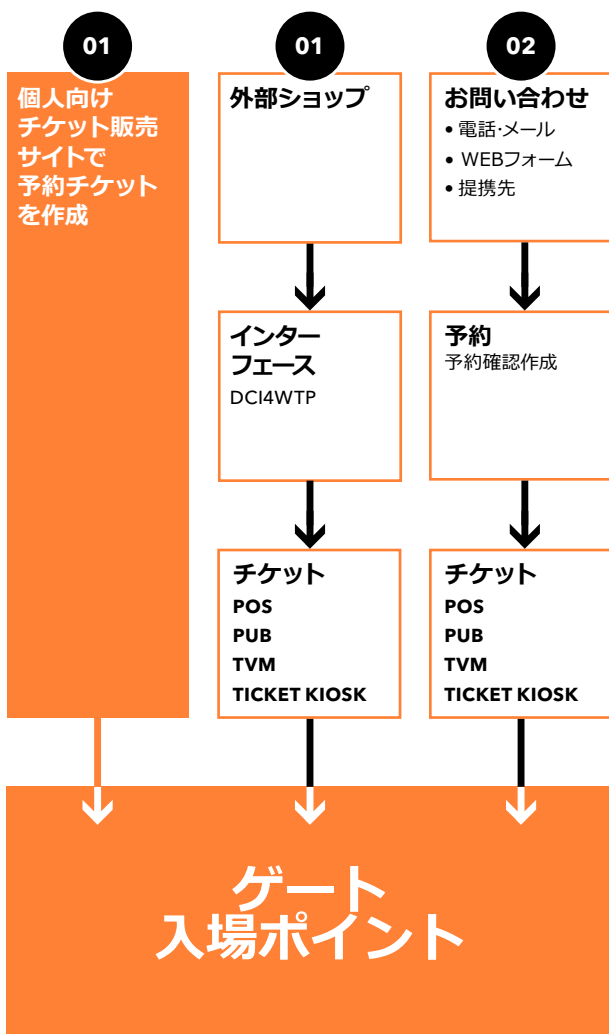 01
個人向け
チケット販売
サイトで
予約チケット
を作成
01
外部ショップ
インター
フェース
DCI4WTP
チケット
POS
PUB
TVM
TICKET KIOSK
02
お問い合わせ
• 電話・メール
• WEBフォーム
• 提携先
予約
予約確認作成
チケット
POS
PUB
TVM
TICKET KIOSK
ゲート
入場ポイント